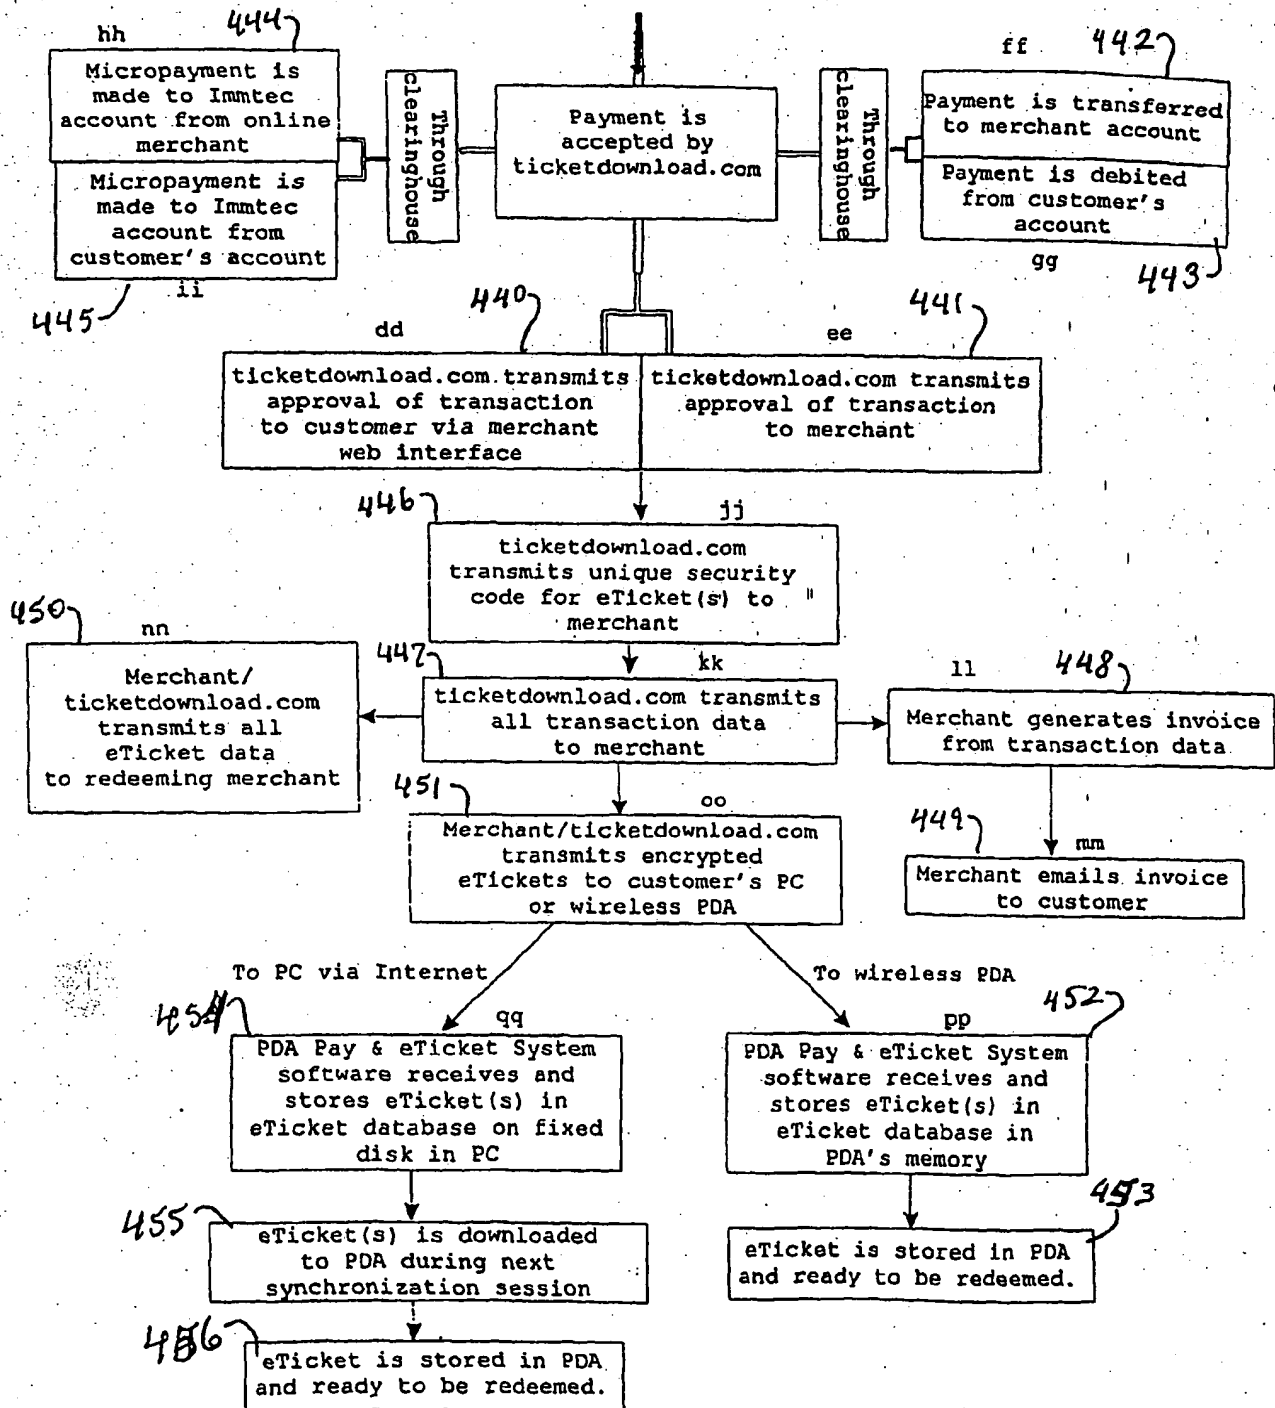 hh
444
Micropayment is
made to Immtec
account from online
merchant
Micropayment is
made to Immtec
account from
customer's account
ii
445
Through
clearinghouse
Payment is
accepted by
ticketdownload.com
Through
clearinghouse
ff
442
Payment is transferred
to merchant account
Payment is debited
from customer's
account
gg
443
440
dd
ticketdownload.com transmits
approval of transaction
to customer via merchant
web interface
441
ee
ticketdownload.com transmits
approval of transaction
to merchant
446
jj
ticketdownload.com
transmits unique security
code for eTicket(s) to
merchant
450
nn
Merchant/
ticketdownload.com
transmits all
eTicket data
to redeeming merchant
447
kk
ticketdownload.com transmits
all transaction data
to merchant
ll
448
Merchant generates invoice
from transaction data
449
mm
Merchant emails invoice
to customer
451
oo
Merchant/ticketdownload.com
transmits encrypted
eTickets to customer's PC
or wireless PDA
To PC via Internet
To wireless PDA
454
qq
PDA Pay & eTicket System
software receives and
stores eTicket(s) in
eTicket database on fixed
disk in PC
452
pp
PDA Pay & eTicket System
software receives and
stores eTicket(s) in
eTicket database in
PDA's memory
455
eTicket(s) is downloaded
to PDA during next
synchronization session
453
eTicket is stored in PDA
and ready to be redeemed.
456
eTicket is stored in PDA
and ready to be redeemed.